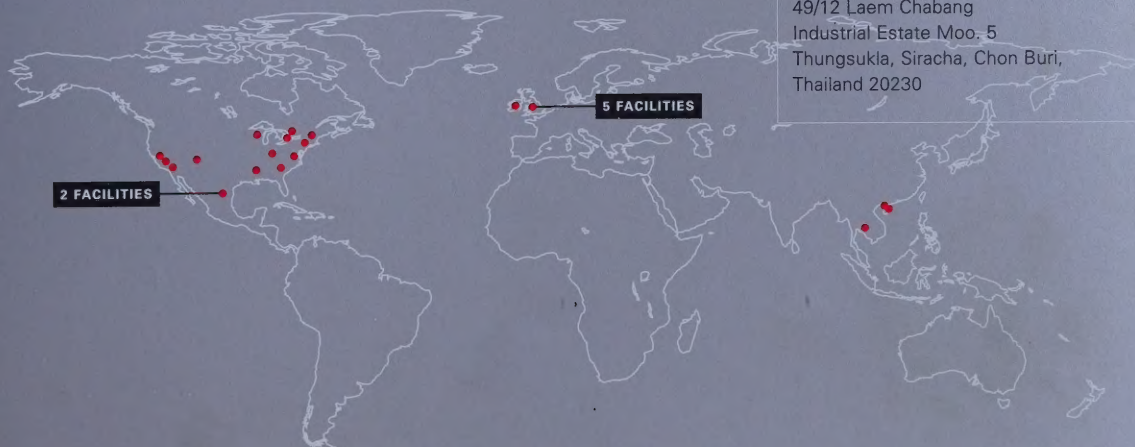 49/12 Laem Chabang
Industrial Estate Moo. 5
Thungsukla, Siracha, Chon Buri,
Thailand 20230
5 FACILITIES
2 FACILITIES